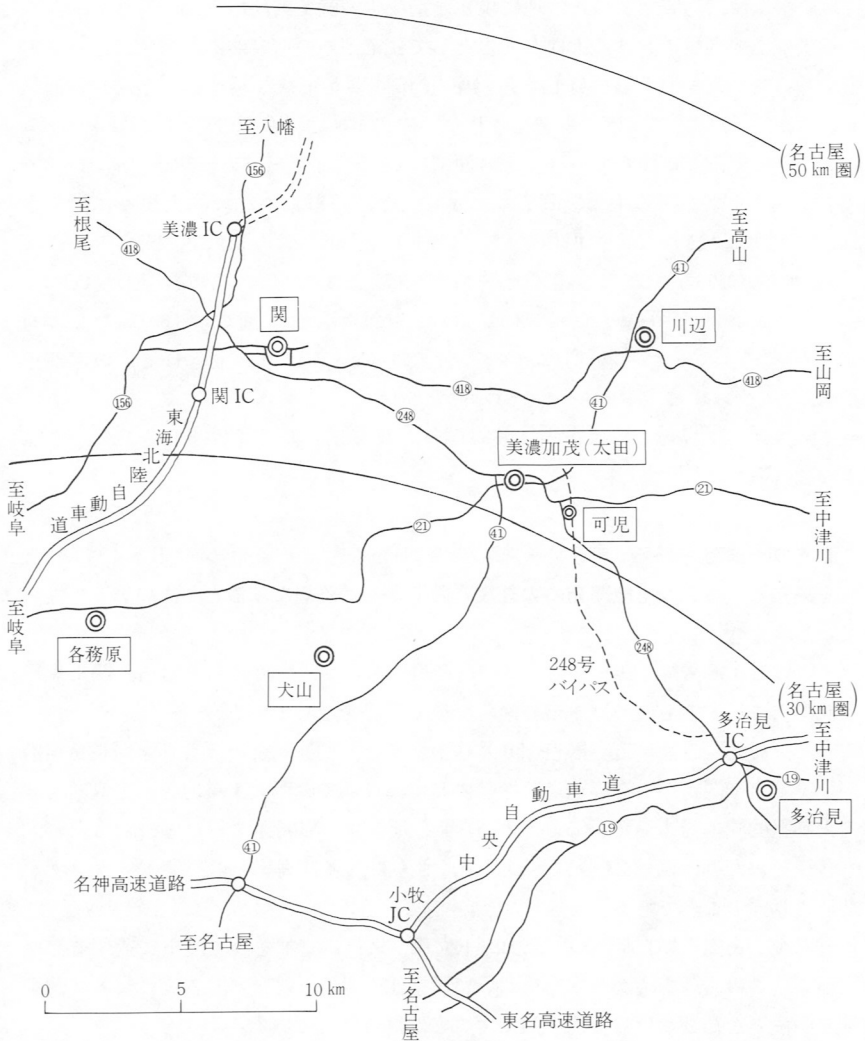 (名古屋
50 km 圏)
至八幡
156
至根尾
418
美濃 IC
至高山
41
関
川辺
418
418
至山岡
156
関 IC
248
41
東海北陸自動車道
美濃加茂(太田)
至岐阜
21
41
21
可児
至中津川
至岐阜
各務原
犬山
248号
バイパス
248
(名古屋
30 km 圏)
多治見
IC
至中津川
19
多治見
中央自動車道
19
41
名神高速道路
小牧
JC
至名古屋
至名古屋
東名高速道路
0 5 10 km